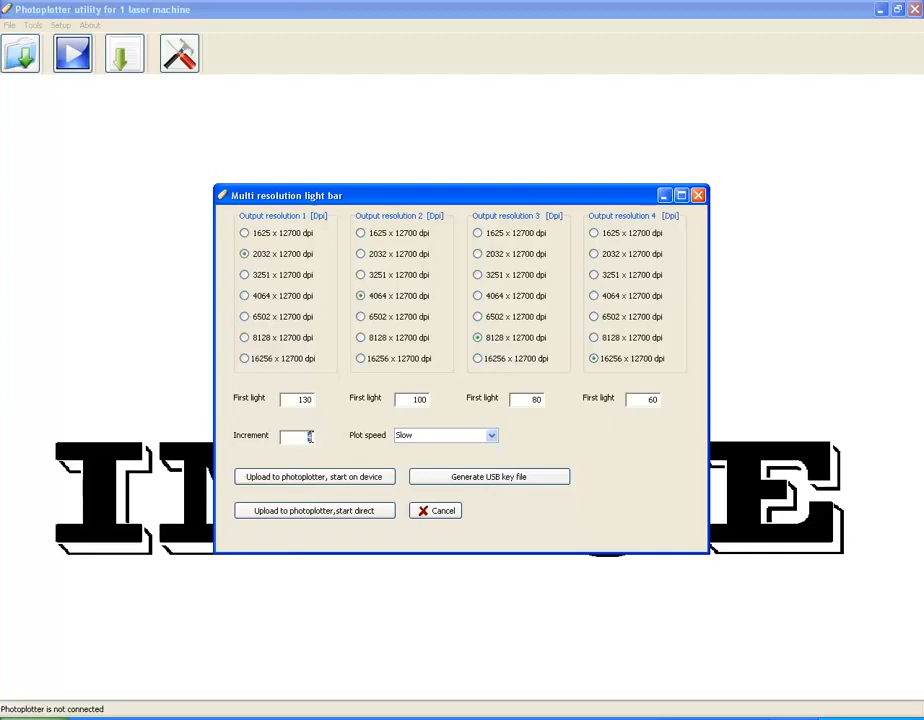 Photoplotter utility for 1 laser machine
File Tools Setup About
Multi resolution light bar
Output resolution 1 [Dpi] Output resolution 2 [Dpi] Output resolution 3 [Dpi] Output resolution 4 [Dpi]
1625 x 12700 dpi 1625 x 12700 dpi 1625 x 12700 dpi 1625 x 12700 dpi
2032 x 12700 dpi 2032 x 12700 dpi 2032 x 12700 dpi 2032 x 12700 dpi
3251 x 12700 dpi 3251 x 12700 dpi 3251 x 12700 dpi 3251 x 12700 dpi
4064 x 12700 dpi 4064 x 12700 dpi 4064 x 12700 dpi 4064 x 12700 dpi
6502 x 12700 dpi 6502 x 12700 dpi 6502 x 12700 dpi 6502 x 12700 dpi
8128 x 12700 dpi 8128 x 12700 dpi 8128 x 12700 dpi 8128 x 12700 dpi
16256 x 12700 dpi 16256 x 12700 dpi 16256 x 12700 dpi 16256 x 12700 dpi
First light 130 First light 100 First light 80 First light 60
Increment Plot speed Slow
Upload to photoplotter, start on device Generate USB key file
Upload to photoplotter,start direct Cancel
Photoplotter is not connected